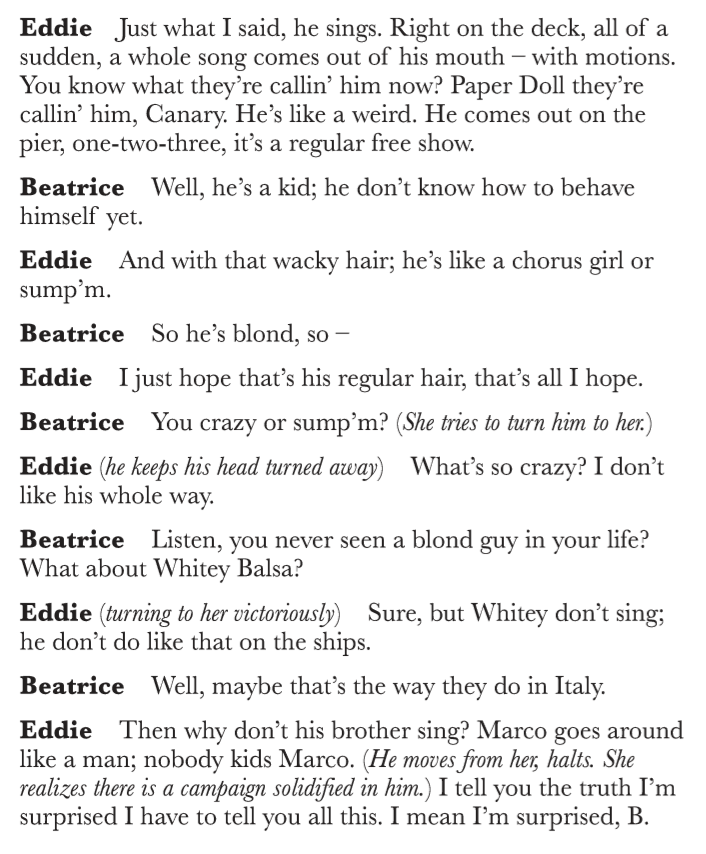 Eddie Just what I said, he sings. Right on the deck, all of a
sudden, a whole song comes out of his mouth – with motions.
You know what they’re callin’ him now? Paper Doll they’re
callin’ him, Canary. He’s like a weird. He comes out on the
pier, one-two-three, it’s a regular free show.
Beatrice Well, he’s a kid; he don’t know how to behave
himself yet.
Eddie And with that wacky hair; he’s like a chorus girl or
sump’m.
Beatrice So he’s blond, so –
Eddie I just hope that’s his regular hair, that’s all I hope.
Beatrice You crazy or sump’m? (She tries to turn him to her.)
Eddie (he keeps his head turned away) What’s so crazy? I don’t
like his whole way.
Beatrice Listen, you never seen a blond guy in your life?
What about Whitey Balsa?
Eddie (turning to her victoriously) Sure, but Whitey don’t sing;
he don’t do like that on the ships.
Beatrice Well, maybe that’s the way they do in Italy.
Eddie Then why don’t his brother sing? Marco goes around
like a man; nobody kids Marco. (He moves from her, halts. She
realizes there is a campaign solidified in him.) I tell you the truth I’m
surprised I have to tell you all this. I mean I’m surprised, B.